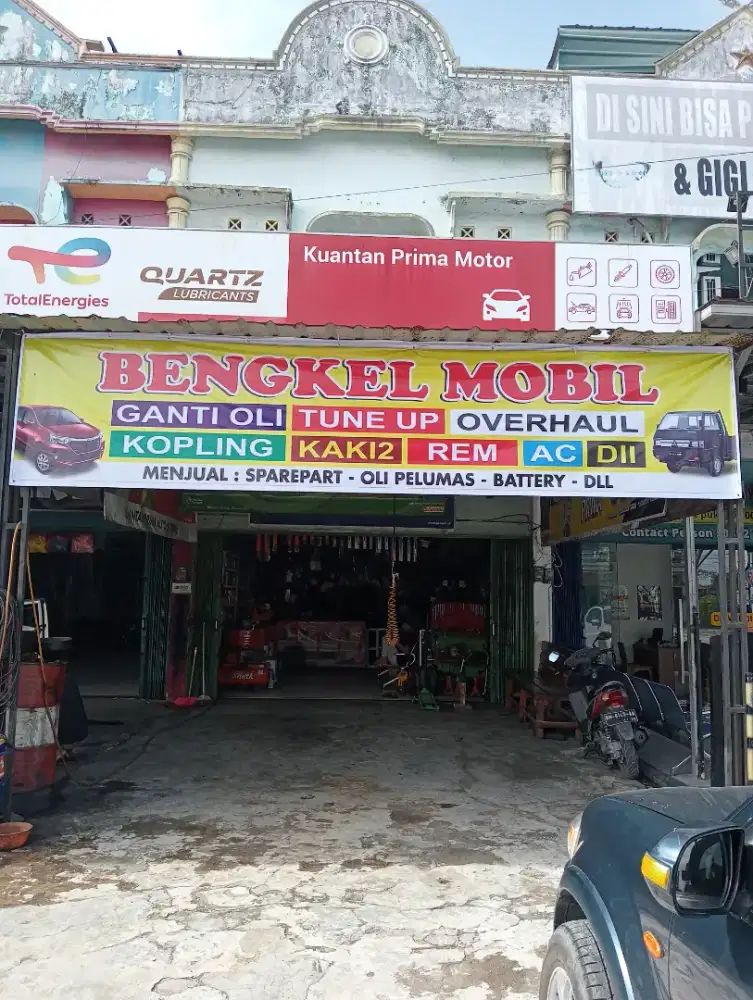 DI SINI BISA
& GIGI
TotalEnergies
QUARTZ
LUBRICANTS
Kuantan Prima Motor
BENGKEL MOBIL
GANTI OLI TUNE UP OVERHAUL
KOPLING KAKI2 REM AC Dll
MENJUAL : SPAREPART - OLI PELUMAS - BATTERY - DLL
Contact Person